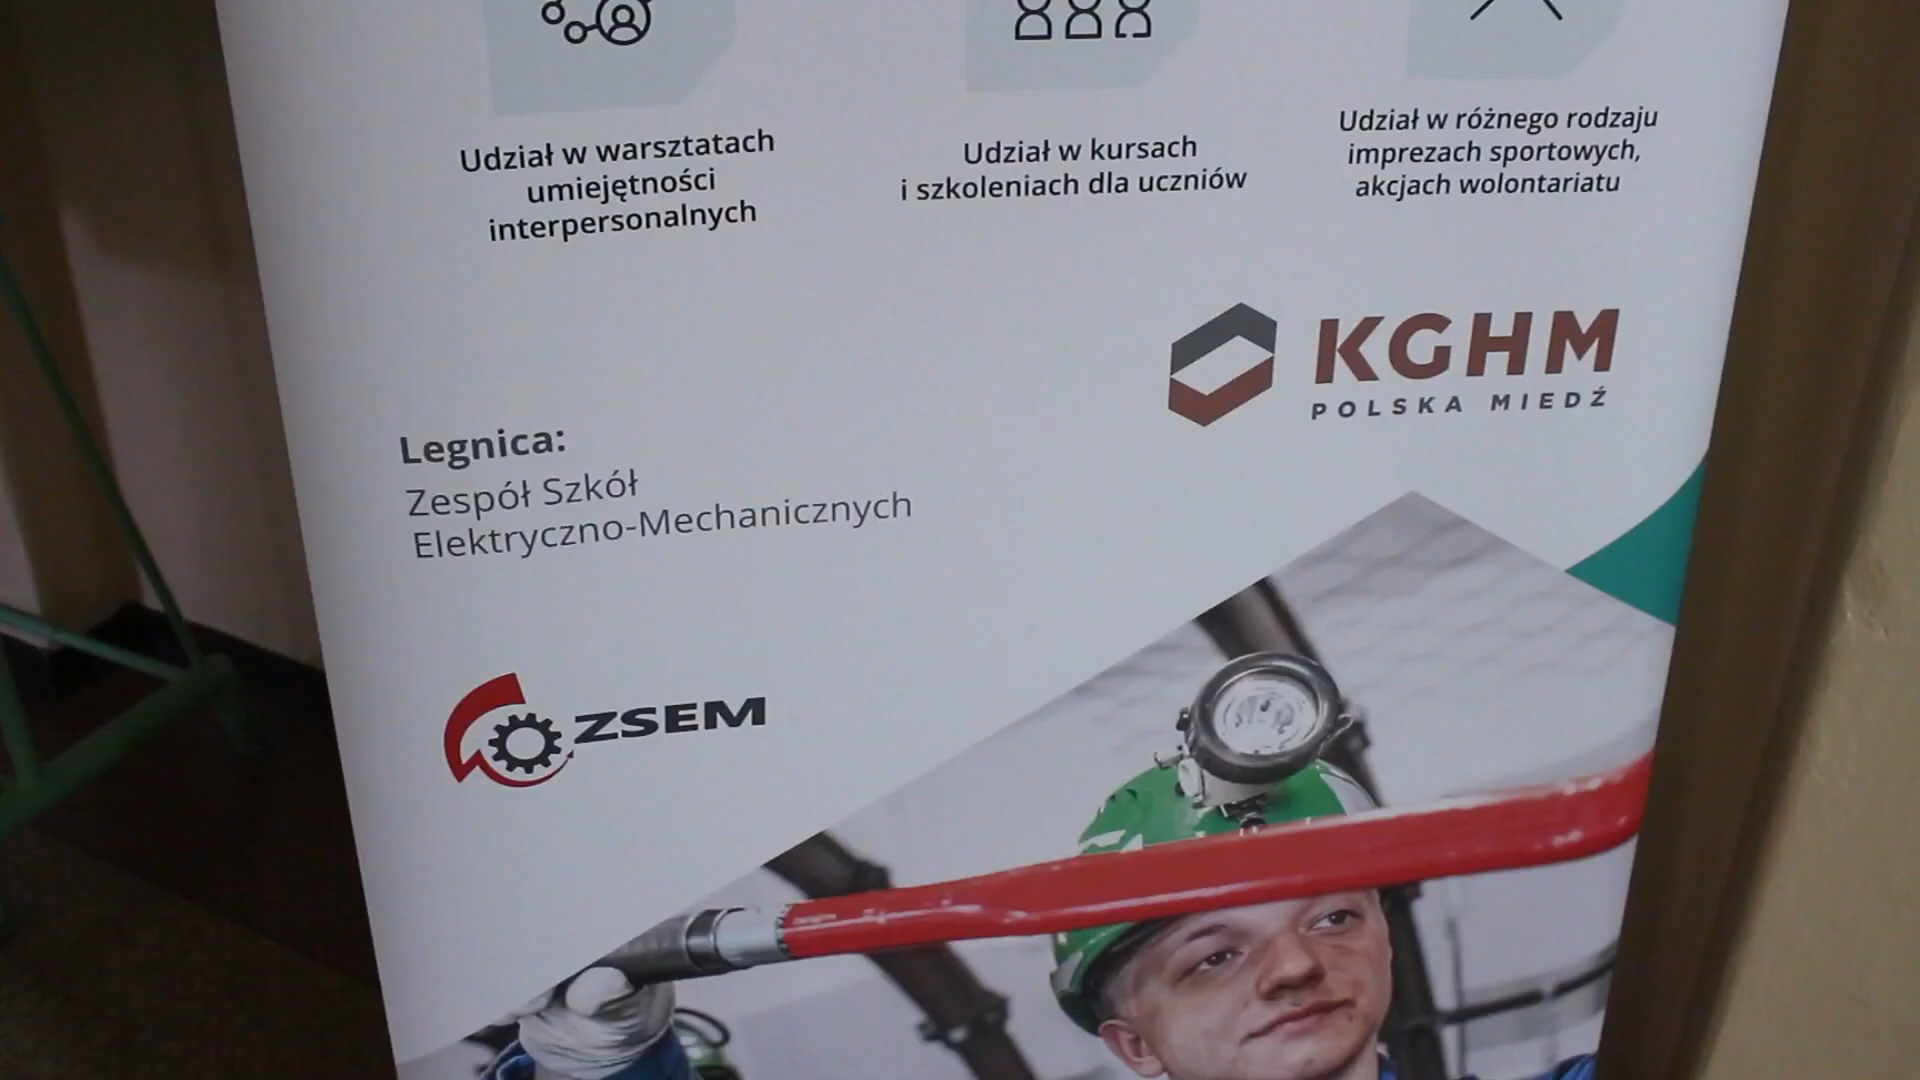 Udział w warsztatach
umiejętności
interpersonalnych
Udział w kursach
i szkoleniach dla uczniów
Udział w różnego rodzaju
imprezach sportowych,
akcjach wolontariatu
KGHM
POLSKA MIEDŹ
Legnica:
Zespół Szkół
Elektryczno-Mechanicznych
ZSEM